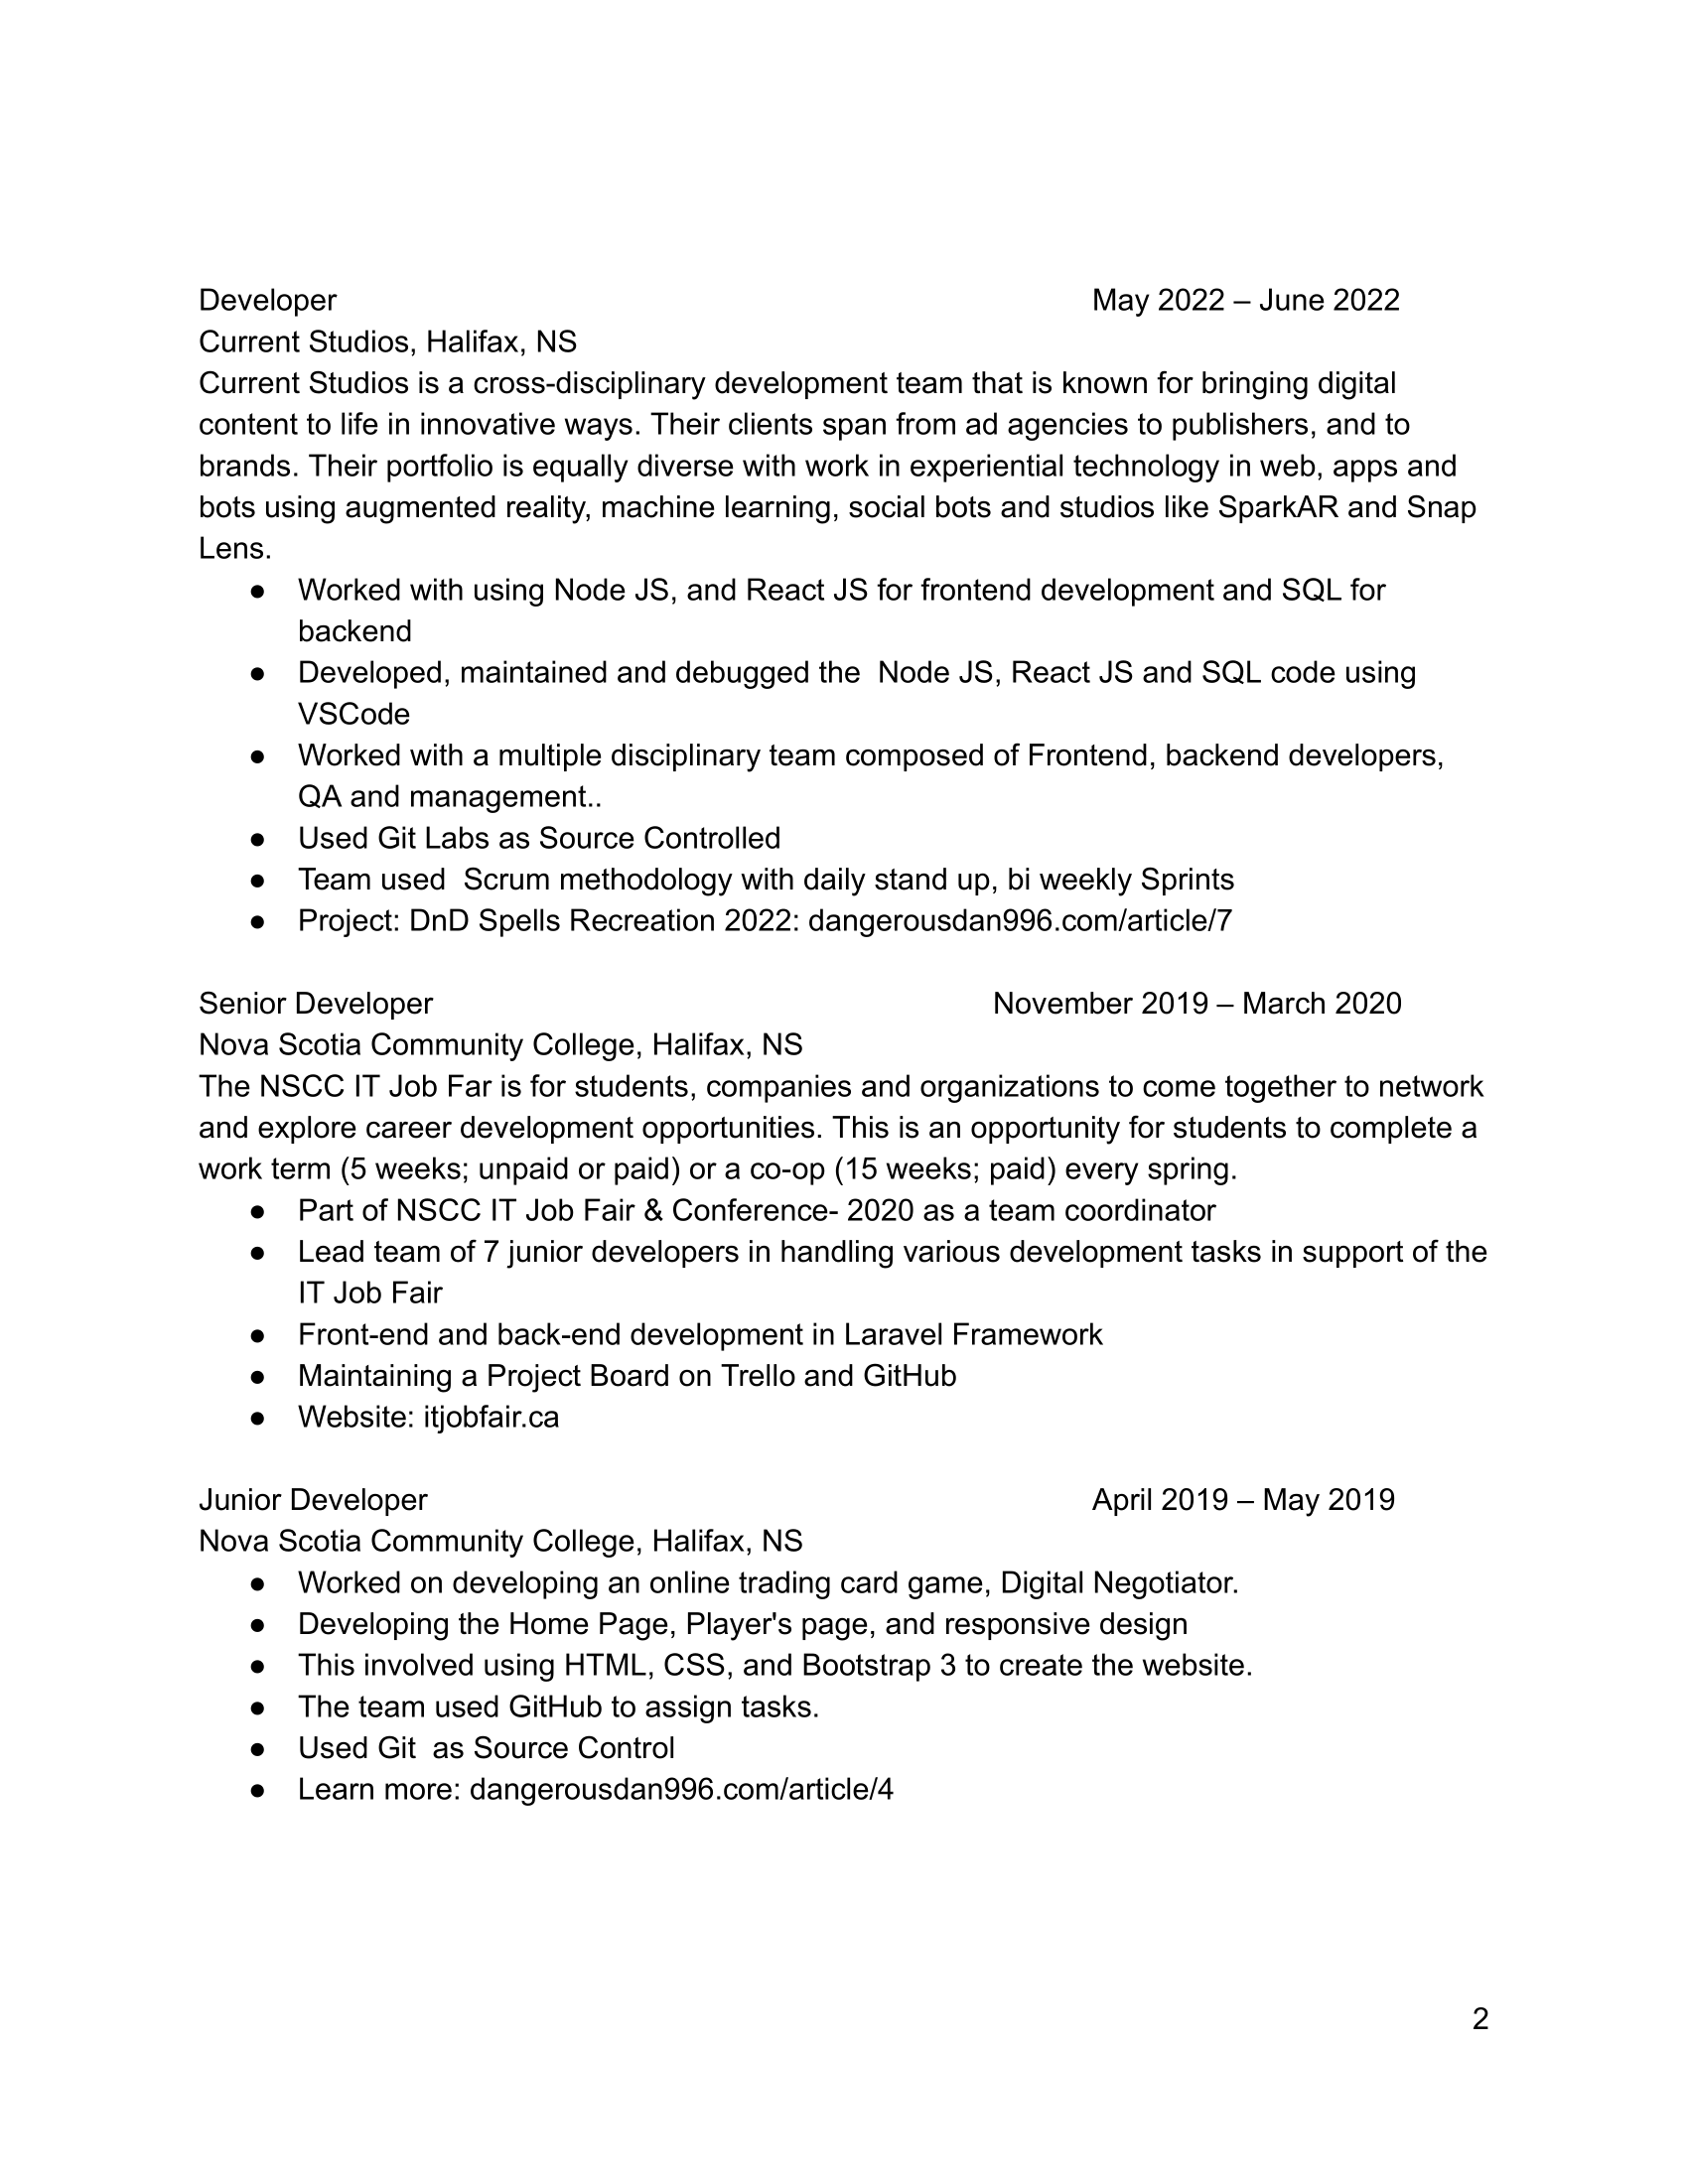 Developer May 2022 – June 2022
Current Studios, Halifax, NS
Current Studios is a cross-disciplinary development team that is known for bringing digital
content to life in innovative ways. Their clients span from ad agencies to publishers, and to
brands. Their portfolio is equally diverse with work in experiential technology in web, apps and
bots using augmented reality, machine learning, social bots and studios like SparkAR and Snap
Lens.
● Worked with using Node JS, and React JS for frontend development and SQL for
backend
● Developed, maintained and debugged the  Node JS, React JS and SQL code using
VSCode
● Worked with a multiple disciplinary team composed of Frontend, backend developers,
QA and management..
● Used Git Labs as Source Controlled
● Team used  Scrum methodology with daily stand up, bi weekly Sprints
● Project: DnD Spells Recreation 2022: dangerousdan996.com/article/7
Senior Developer November 2019 – March 2020
Nova Scotia Community College, Halifax, NS
The NSCC IT Job Far is for students, companies and organizations to come together to network
and explore career development opportunities. This is an opportunity for students to complete a
work term (5 weeks; unpaid or paid) or a co-op (15 weeks; paid) every spring.
● Part of NSCC IT Job Fair & Conference- 2020 as a team coordinator
● Lead team of 7 junior developers in handling various development tasks in support of the
IT Job Fair
● Front-end and back-end development in Laravel Framework
● Maintaining a Project Board on Trello and GitHub
● Website: itjobfair.ca
Junior Developer April 2019 – May 2019
Nova Scotia Community College, Halifax, NS
● Worked on developing an online trading card game, Digital Negotiator.
● Developing the Home Page, Player's page, and responsive design
● This involved using HTML, CSS, and Bootstrap 3 to create the website.
● The team used GitHub to assign tasks.
● Used Git  as Source Control
● Learn more: dangerousdan996.com/article/4
2